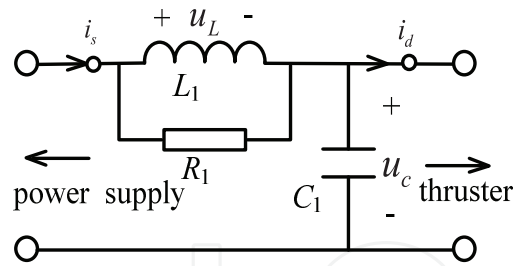 + u_L -
i_s
i_d
L_1
+
R_1
u_c
C_1
power supply
thruster
-